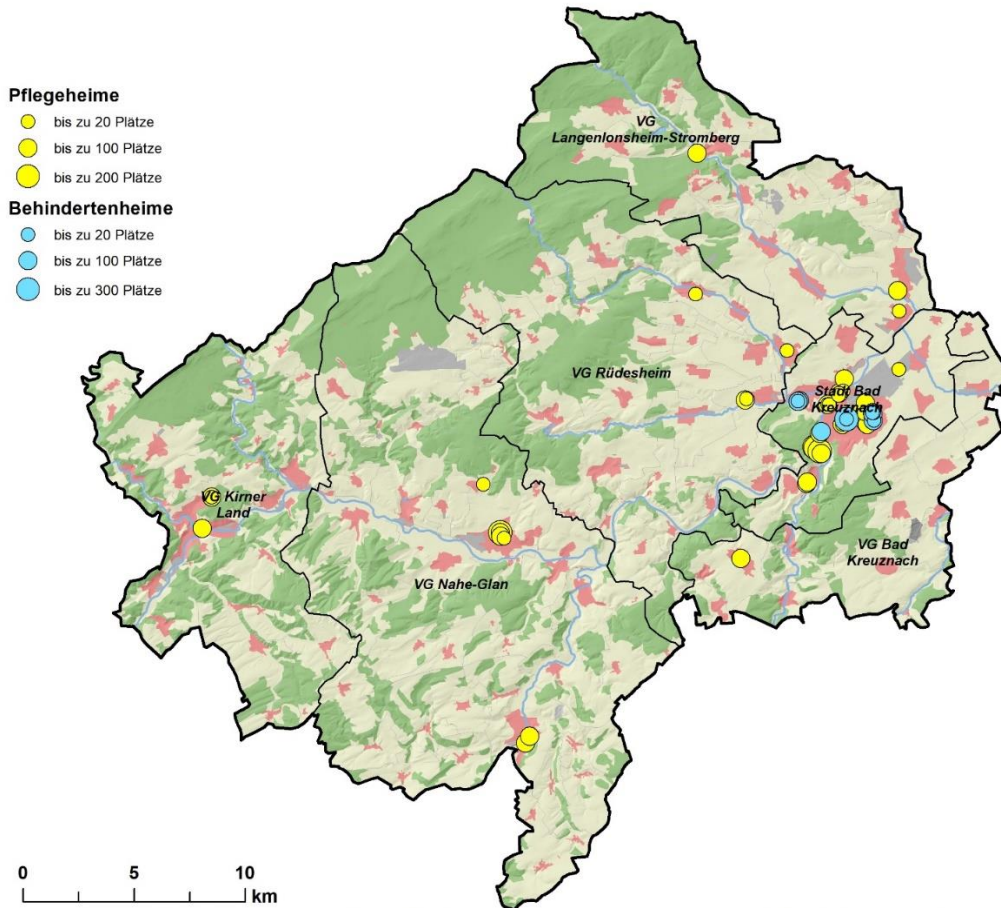 Pflegeheime
bis zu 20 Plätze
bis zu 100 Plätze
bis zu 200 Plätze
Behindertenheime
bis zu 20 Plätze
bis zu 100 Plätze
bis zu 300 Plätze
VG
Langenlonsheim-Stromberg
VG Rüdesheim
Stadt Bad
Kreuznach
VG Kirner
Land
VG Bad
Kreuznach
VG Nahe-Glan
0 5 10
km